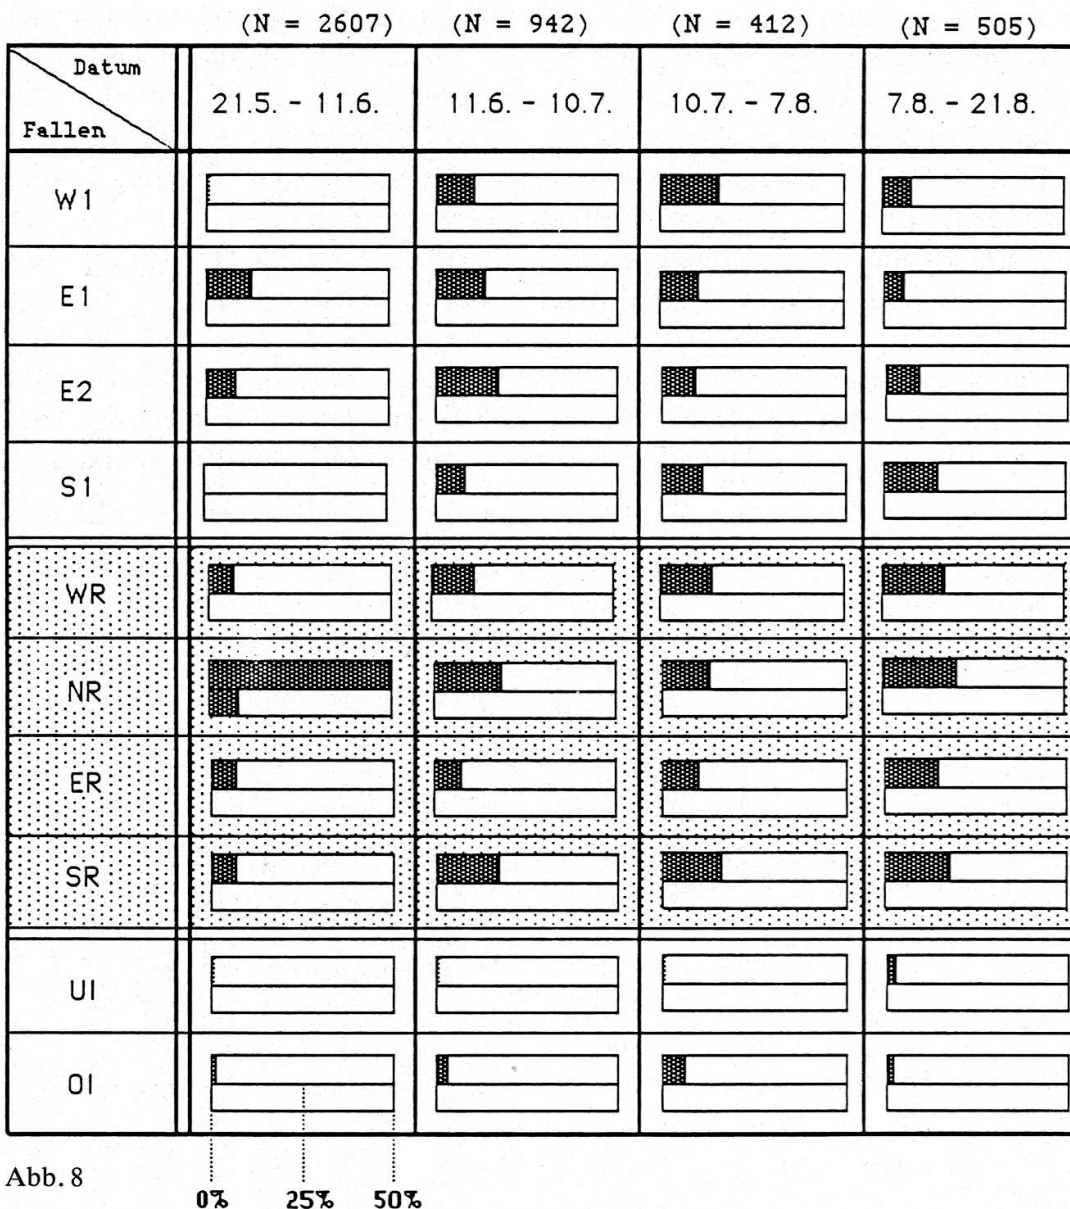 (N = 2607) (N = 942) (N = 412) (N = 505)
Datum
Fallen
21.5. - 11.6. 11.6. - 10.7. 10.7. - 7.8. 7.8. - 21.8.
W1
E1
E2
S1
WR
NR
ER
SR
UI
OI
Abb. 8
0% 25% 50%